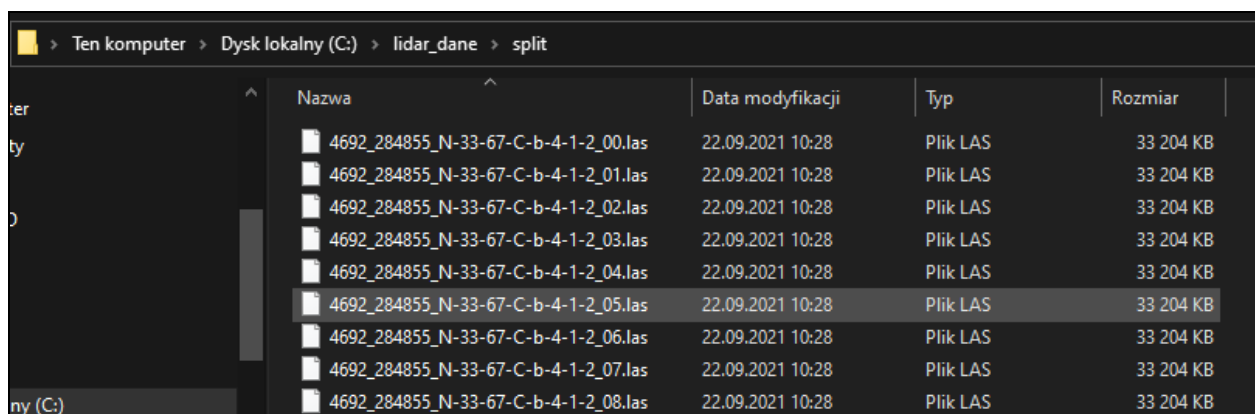 Ten komputer > Dysk lokalny (C:) > lidar_dane > split
Nazwa Data modyfikacji Typ Rozmiar
ter
4692_284855_N-33-67-C-b-4-1-2_00.las 22.09.2021 10:28 Plik LAS 33 204 KB
ty
4692_284855_N-33-67-C-b-4-1-2_01.las 22.09.2021 10:28 Plik LAS 33 204 KB
4692_284855_N-33-67-C-b-4-1-2_02.las 22.09.2021 10:28 Plik LAS 33 204 KB
4692_284855_N-33-67-C-b-4-1-2_03.las 22.09.2021 10:28 Plik LAS 33 204 KB
4692_284855_N-33-67-C-b-4-1-2_04.las 22.09.2021 10:28 Plik LAS 33 204 KB
4692_284855_N-33-67-C-b-4-1-2_05.las 22.09.2021 10:28 Plik LAS 33 204 KB
4692_284855_N-33-67-C-b-4-1-2_06.las 22.09.2021 10:28 Plik LAS 33 204 KB
4692_284855_N-33-67-C-b-4-1-2_07.las 22.09.2021 10:28 Plik LAS 33 204 KB
ny (C:)
4692_284855_N-33-67-C-b-4-1-2_08.las 22.09.2021 10:28 Plik LAS 33 204 KB